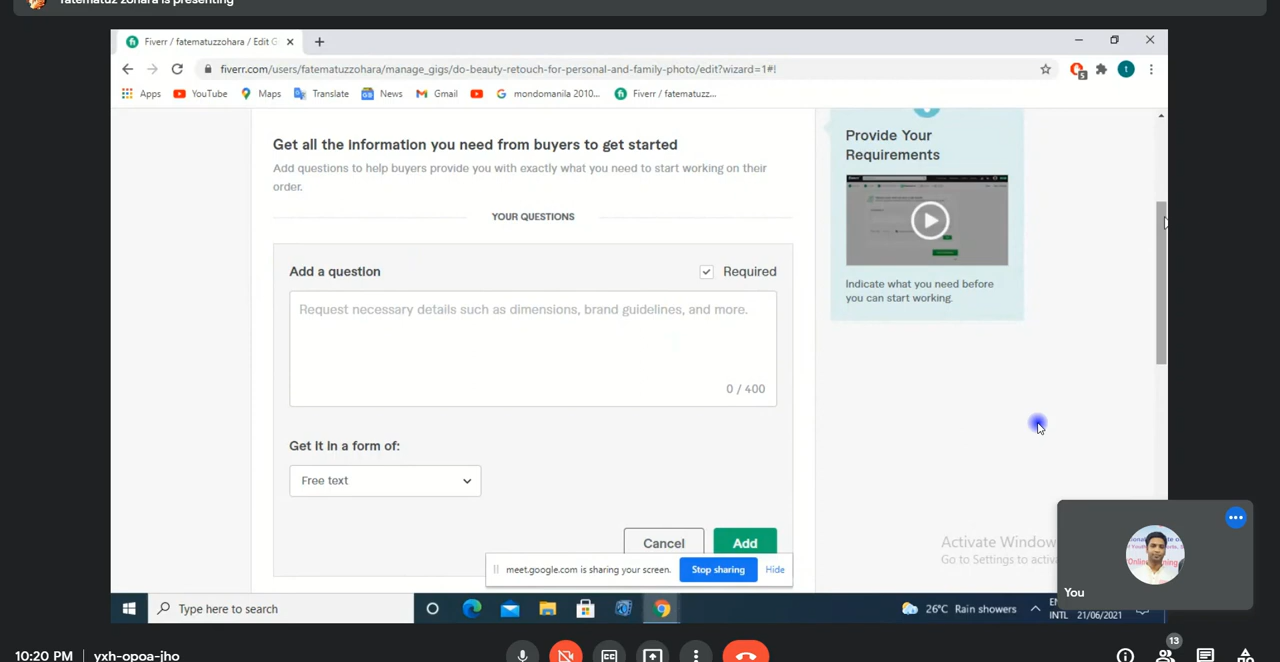 fatematuz zohara is presenting
Fiverr / fatematuzzohara / Edit G
fiverr.com/users/fatematuzzohara/manage_gigs/do-beauty-retouch-for-personal-and-family-photo/edit?wizard=1#!
5
t
Apps YouTube Maps Translate News Gmail mondomanila 2010... Fiverr / fatematuzz...
Get all the information you need from buyers to get started
Add questions to help buyers provide you with exactly what you need to start working on their
order.
YOUR QUESTIONS
Add a question
Required
Request necessary details such as dimensions, brand guidelines, and more.
0 / 400
Get it in a form of:
Free text
Cancel
Add
Provide Your
Requirements
Indicate what you need before
you can start working.
Activate Window
Go to Settings to activa
meet.google.com is sharing your screen.
Stop sharing
Hide
You
Type here to search
26°C Rain showers
INTL
21/06/2021
10:20 PM
yxh-opoa-jho
13